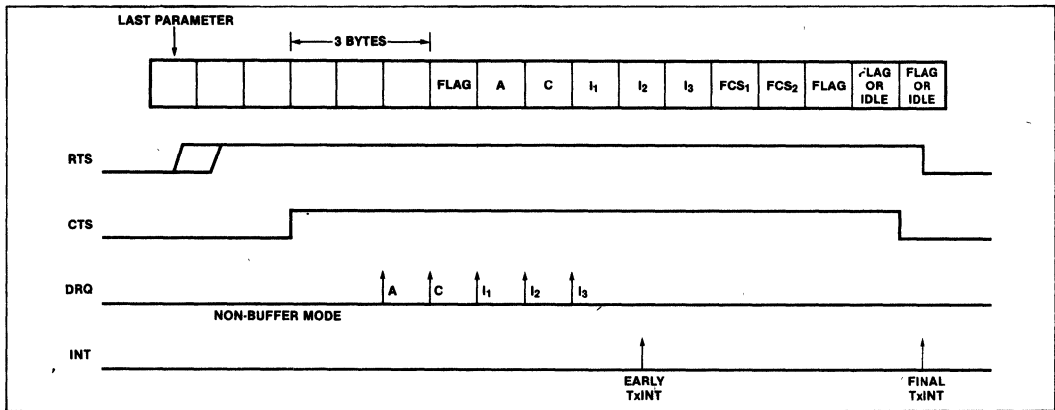 LAST PARAMETER
3 BYTES
FLAG A C I₁ I₂ I₃ FCS₁ FCS₂ FLAG FLAG OR IDLE FLAG OR IDLE
RTS
CTS
DRQ A C I₁ I₂ I₃
NON-BUFFER MODE
INT
EARLY TxINT
FINAL TxINT